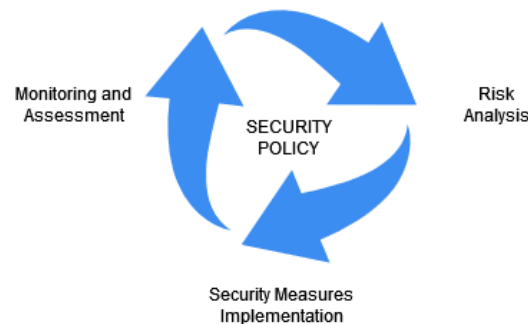 Monitoring and
Assessment
SECURITY
POLICY
Risk
Analysis
Security Measures
Implementation